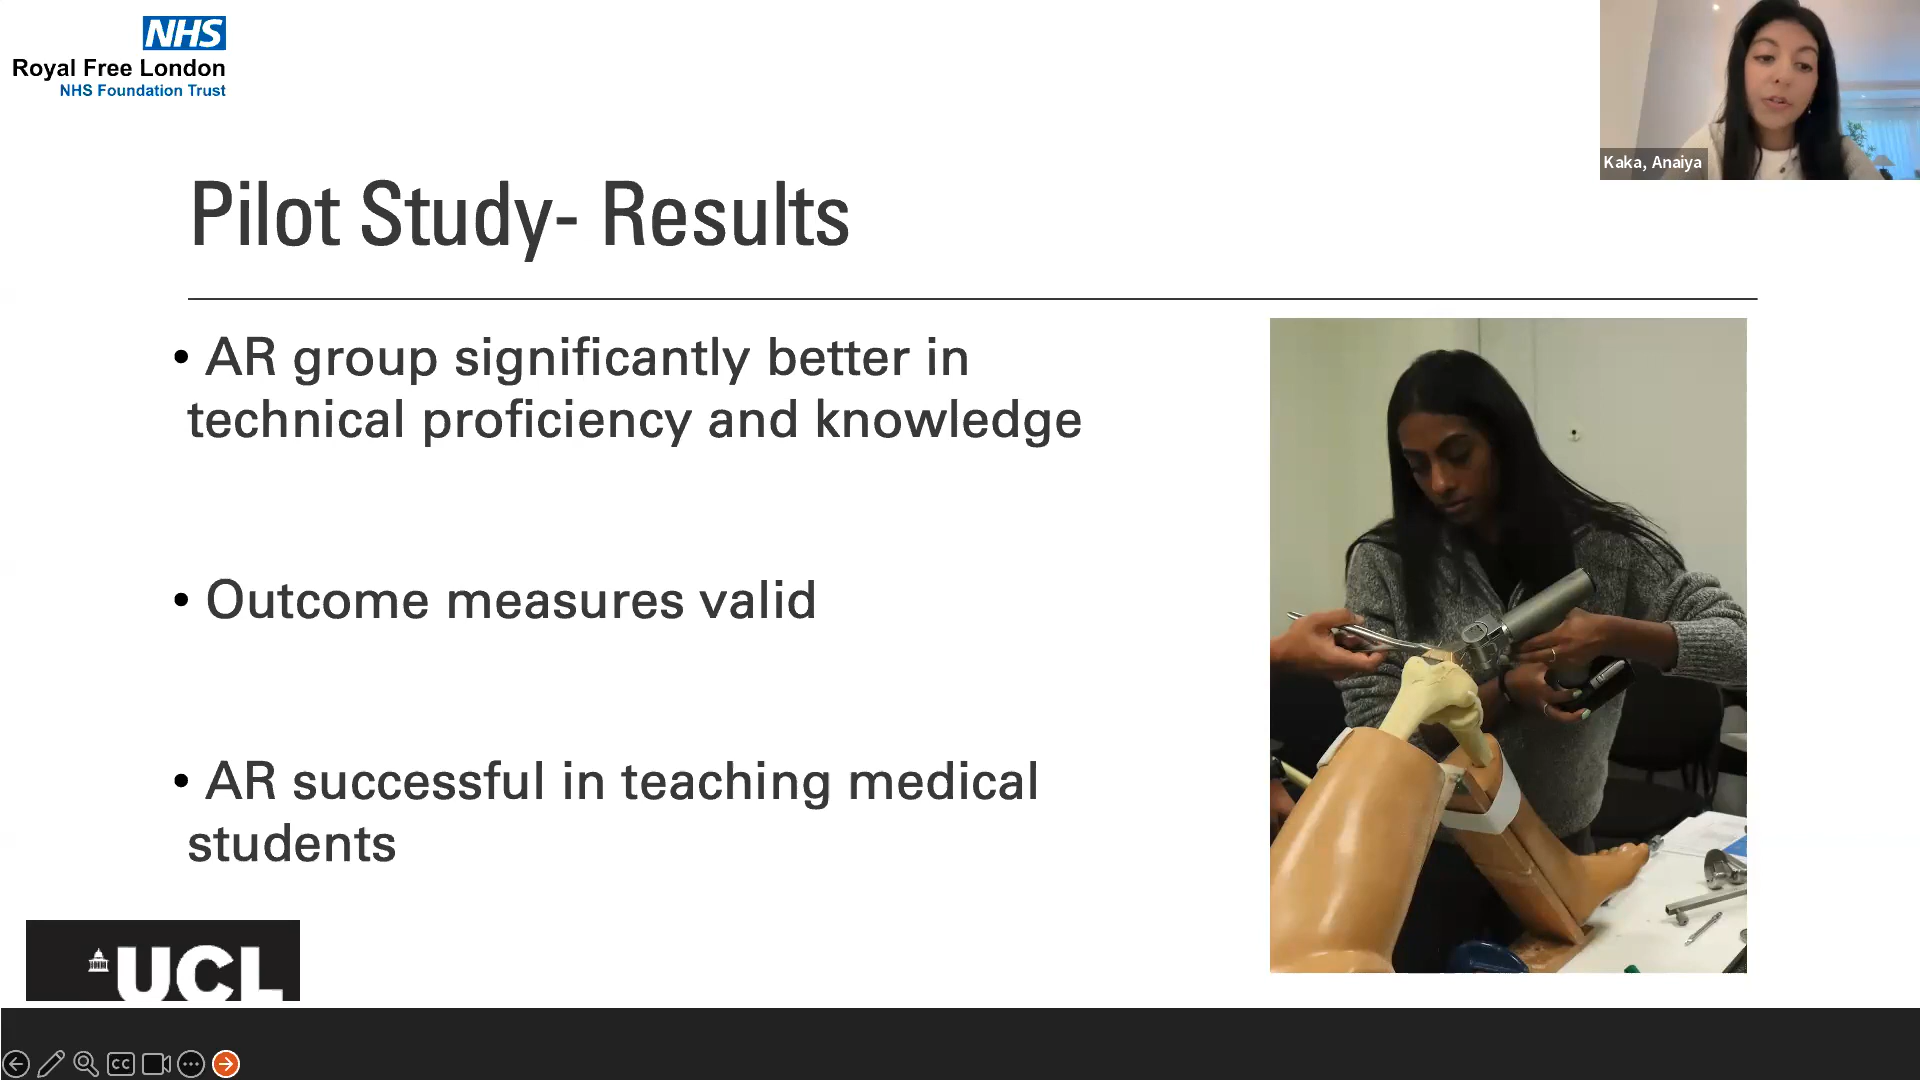 NHS
Royal Free London
NHS Foundation Trust
Kaka, Anaiya
Pilot Study- Results
• AR group significantly better in
technical proficiency and knowledge
• Outcome measures valid
• AR successful in teaching medical
students
UCL
CC